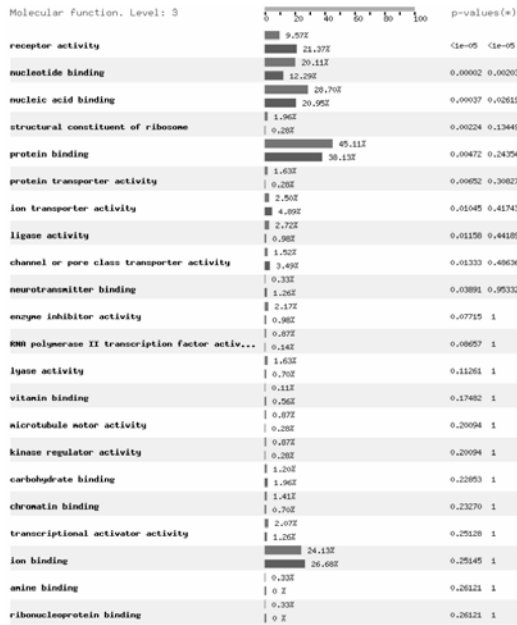 Molecular function. Level: 3 0 20 40 60 80 100 p-values(*)
9.57%
receptor activity 21.37% <1e-05 <1e-05
20.11%
nucleotide binding 12.29% 0.00002 0.00203
28.70%
nucleic acid binding 20.95% 0.00037 0.02619
1.96%
structural constituent of ribosome 0.28% 0.00224 0.13449
45.11%
protein binding 38.13% 0.00472 0.24356
1.63%
protein transporter activity 0.28% 0.00652 0.30827
2.50%
ion transporter activity 4.89% 0.01045 0.41743
2.72%
ligase activity 0.98% 0.01158 0.44189
1.52%
channel or pore class transporter activity 3.49% 0.01333 0.48636
0.33%
neurotransmitter binding 1.26% 0.03891 0.95332
2.17%
enzyme inhibitor activity 0.98% 0.07715 1
0.87%
RNA polymerase II transcription factor activ... 0.14% 0.08657 1
1.63%
lyase activity 0.70% 0.11261 1
0.11%
vitamin binding 0.56% 0.17482 1
0.87%
microtubule motor activity 0.28% 0.20094 1
0.87%
kinase regulator activity 0.28% 0.20094 1
1.20%
carbohydrate binding 1.96% 0.22853 1
1.41%
chromatin binding 0.70% 0.23270 1
2.07%
transcriptional activator activity 1.26% 0.25128 1
24.13%
ion binding 26.68% 0.25145 1
0.33%
amine binding 0 % 0.26121 1
0.33%
ribonucleoprotein binding 0 % 0.26121 1